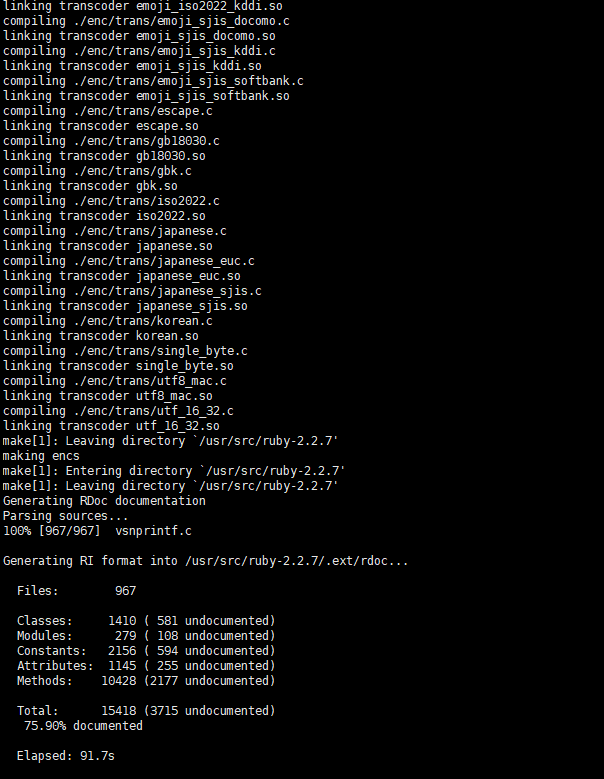 linking transcoder emoji_iso2022_kddi.so
compiling ./enc/trans/emoji_sjis_docomo.c
linking transcoder emoji_sjis_docomo.so
compiling ./enc/trans/emoji_sjis_kddi.c
linking transcoder emoji_sjis_kddi.so
compiling ./enc/trans/emoji_sjis_softbank.c
linking transcoder emoji_sjis_softbank.so
compiling ./enc/trans/escape.c
linking transcoder escape.so
compiling ./enc/trans/gb18030.c
linking transcoder gb18030.so
compiling ./enc/trans/gbk.c
linking transcoder gbk.so
compiling ./enc/trans/iso2022.c
linking transcoder iso2022.so
compiling ./enc/trans/japanese.c
linking transcoder japanese.so
compiling ./enc/trans/japanese_euc.c
linking transcoder japanese_euc.so
compiling ./enc/trans/japanese_sjis.c
linking transcoder japanese_sjis.so
compiling ./enc/trans/korean.c
linking transcoder korean.so
compiling ./enc/trans/single_byte.c
linking transcoder single_byte.so
compiling ./enc/trans/utf8_mac.c
linking transcoder utf8_mac.so
compiling ./enc/trans/utf_16_32.c
linking transcoder utf_16_32.so
make[1]: Leaving directory `/usr/src/ruby-2.2.7'
making encs
make[1]: Entering directory `/usr/src/ruby-2.2.7'
make[1]: Leaving directory `/usr/src/ruby-2.2.7'
Generating RDoc documentation
Parsing sources...
100% [967/967]  vsnprintf.c

Generating RI format into /usr/src/ruby-2.2.7/.ext/rdoc...

  Files:        967

  Classes:     1410 ( 581 undocumented)
  Modules:      279 ( 108 undocumented)
  Constants:   2156 ( 594 undocumented)
  Attributes:  1145 ( 255 undocumented)
  Methods:    10428 (2177 undocumented)

  Total:      15418 (3715 undocumented)
   75.90% documented

  Elapsed: 91.7s